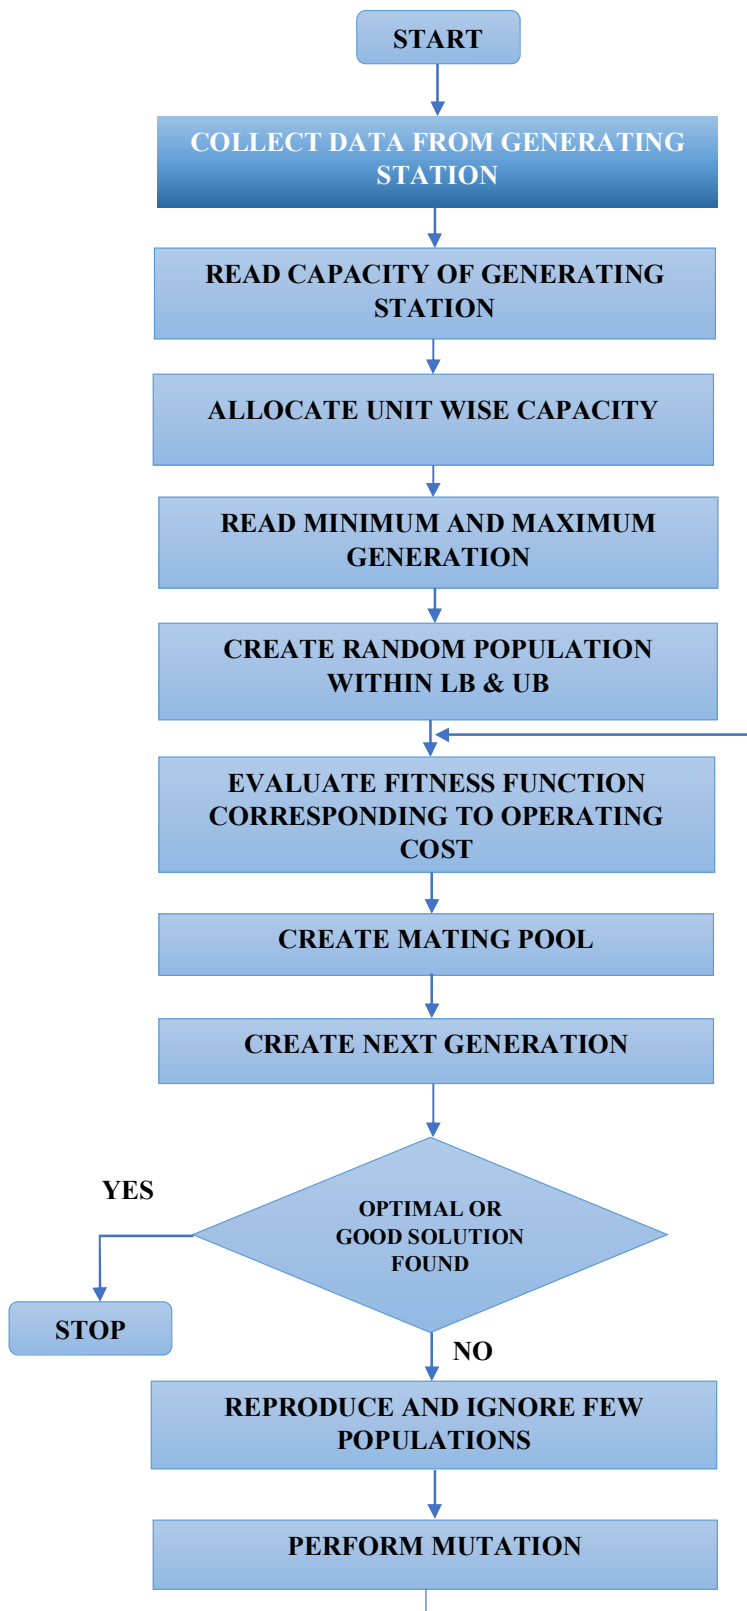 START
COLLECT DATA FROM GENERATING
STATION
READ CAPACITY OF GENERATING
STATION
ALLOCATE UNIT WISE CAPACITY
READ MINIMUM AND MAXIMUM
GENERATION
CREATE RANDOM POPULATION
WITHIN LB & UB
EVALUATE FITNESS FUNCTION
CORRESPONDING TO OPERATING
COST
CREATE MATING POOL
CREATE NEXT GENERATION
YES
OPTIMAL OR
GOOD SOLUTION
FOUND
STOP
NO
REPRODUCE AND IGNORE FEW
POPULATIONS
PERFORM MUTATION